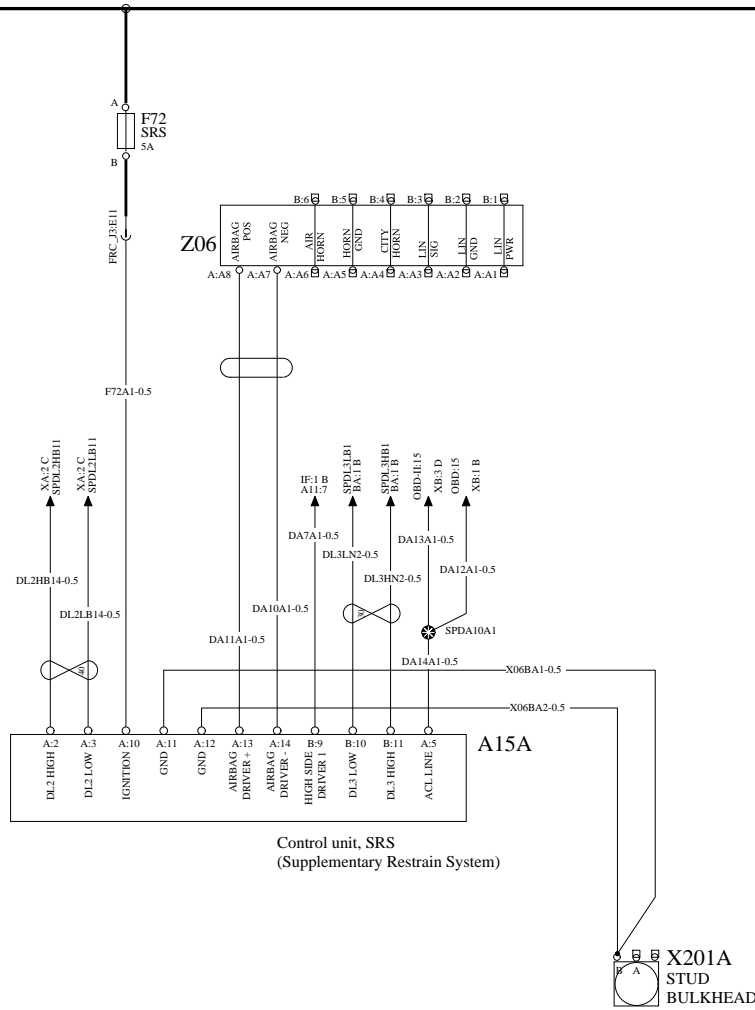 A
F72
SRS
5A
B
FRC_J3:E11
Z06
B:6 B:5 B:4 B:3 B:2 B:1
AIRBAG POS
AIRBAG NEG
AIR HORN
HORN GND
CITY HORN
LIN SIG
LIN GND
LIN PWR
A:A8 A:A7 A:A6 A:A5 A:A4 A:A3 A:A2 A:A1
F72A1-0.5
XA:2 C
SPDL2HB11
XA:2 C
SPDL2LB11
IF:1 B
A11:7
SPDL3LB1
BA:1 B
SPDL3HB1
BA:1 B
OBD-II:15
XB:3 D
OBD:15
XB:1 B
DA7A1-0.5
DA13A1-0.5
DL3LN2-0.5
DA12A1-0.5
DL2HB14-0.5
DL3HN2-0.5
DL2LB14-0.5
DA10A1-0.5
30
SPDA10A1
DA11A1-0.5
DA14A1-0.5
40
X06BA1-0.5
X06BA2-0.5
A:2 A:3 A:10 A:11 A:12 A:13 A:14 B:9 B:10 B:11 A:5
A15A
DL2 HIGH
DL2 LOW
IGNITION
GND
GND
AIRBAG DRIVER +
AIRBAG DRIVER -
HIGH SIDE DRIVER 1
DL3 LOW
DL3 HIGH
ACL LINE
Control unit, SRS
(Supplementary Restrain System)
X201A
B A
STUD
BULKHEAD